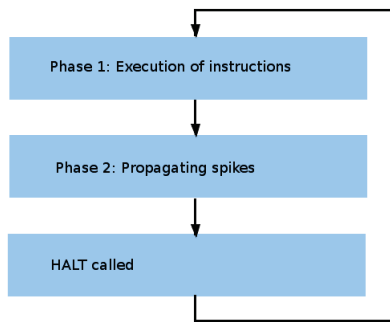 Phase 1: Execution of instructions
Phase 2: Propagating spikes
HALT called